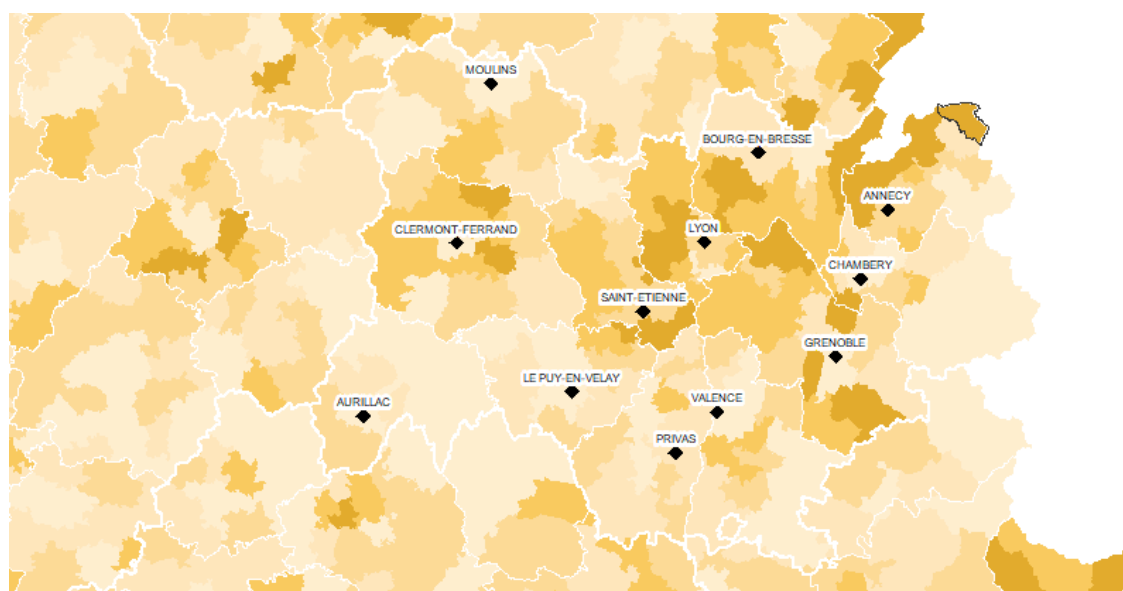 MOULINS
BOURG-EN-BRESSE
ANNECY
CLERMONT-FERRAND
LYON
CHAMBERY
SAINT-ETIENNE
GRENOBLE
LE PUY-EN-VELAY
AURILLAC
VALENCE
PRIVAS